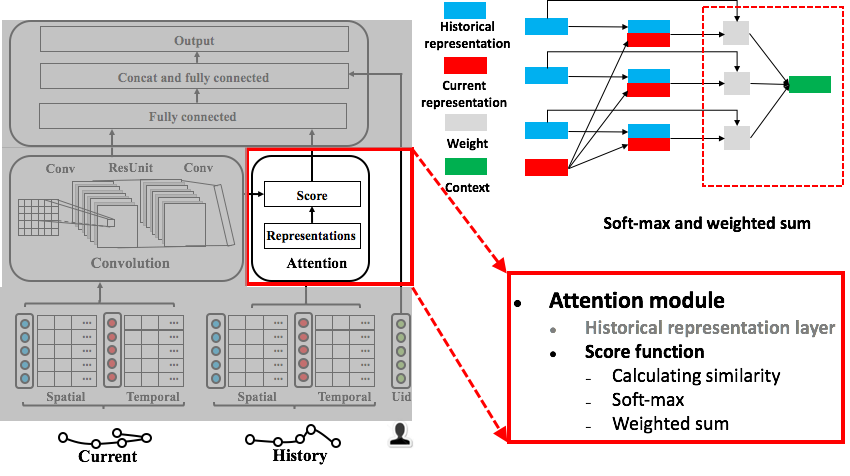 Output
Concat and fully connected
Fully connected
Conv
ResUnit
Conv
Convolution
Score
Representations
Attention
...
...
...
...
Spatial
Temporal
Spatial
Temporal
Uid
Current
History
Historical
representation
Current
representation
Weight
Context
Soft-max and weighted sum
• Attention module
• Historical representation layer
• Score function
- Calculating similarity
- Soft-max
- Weighted sum